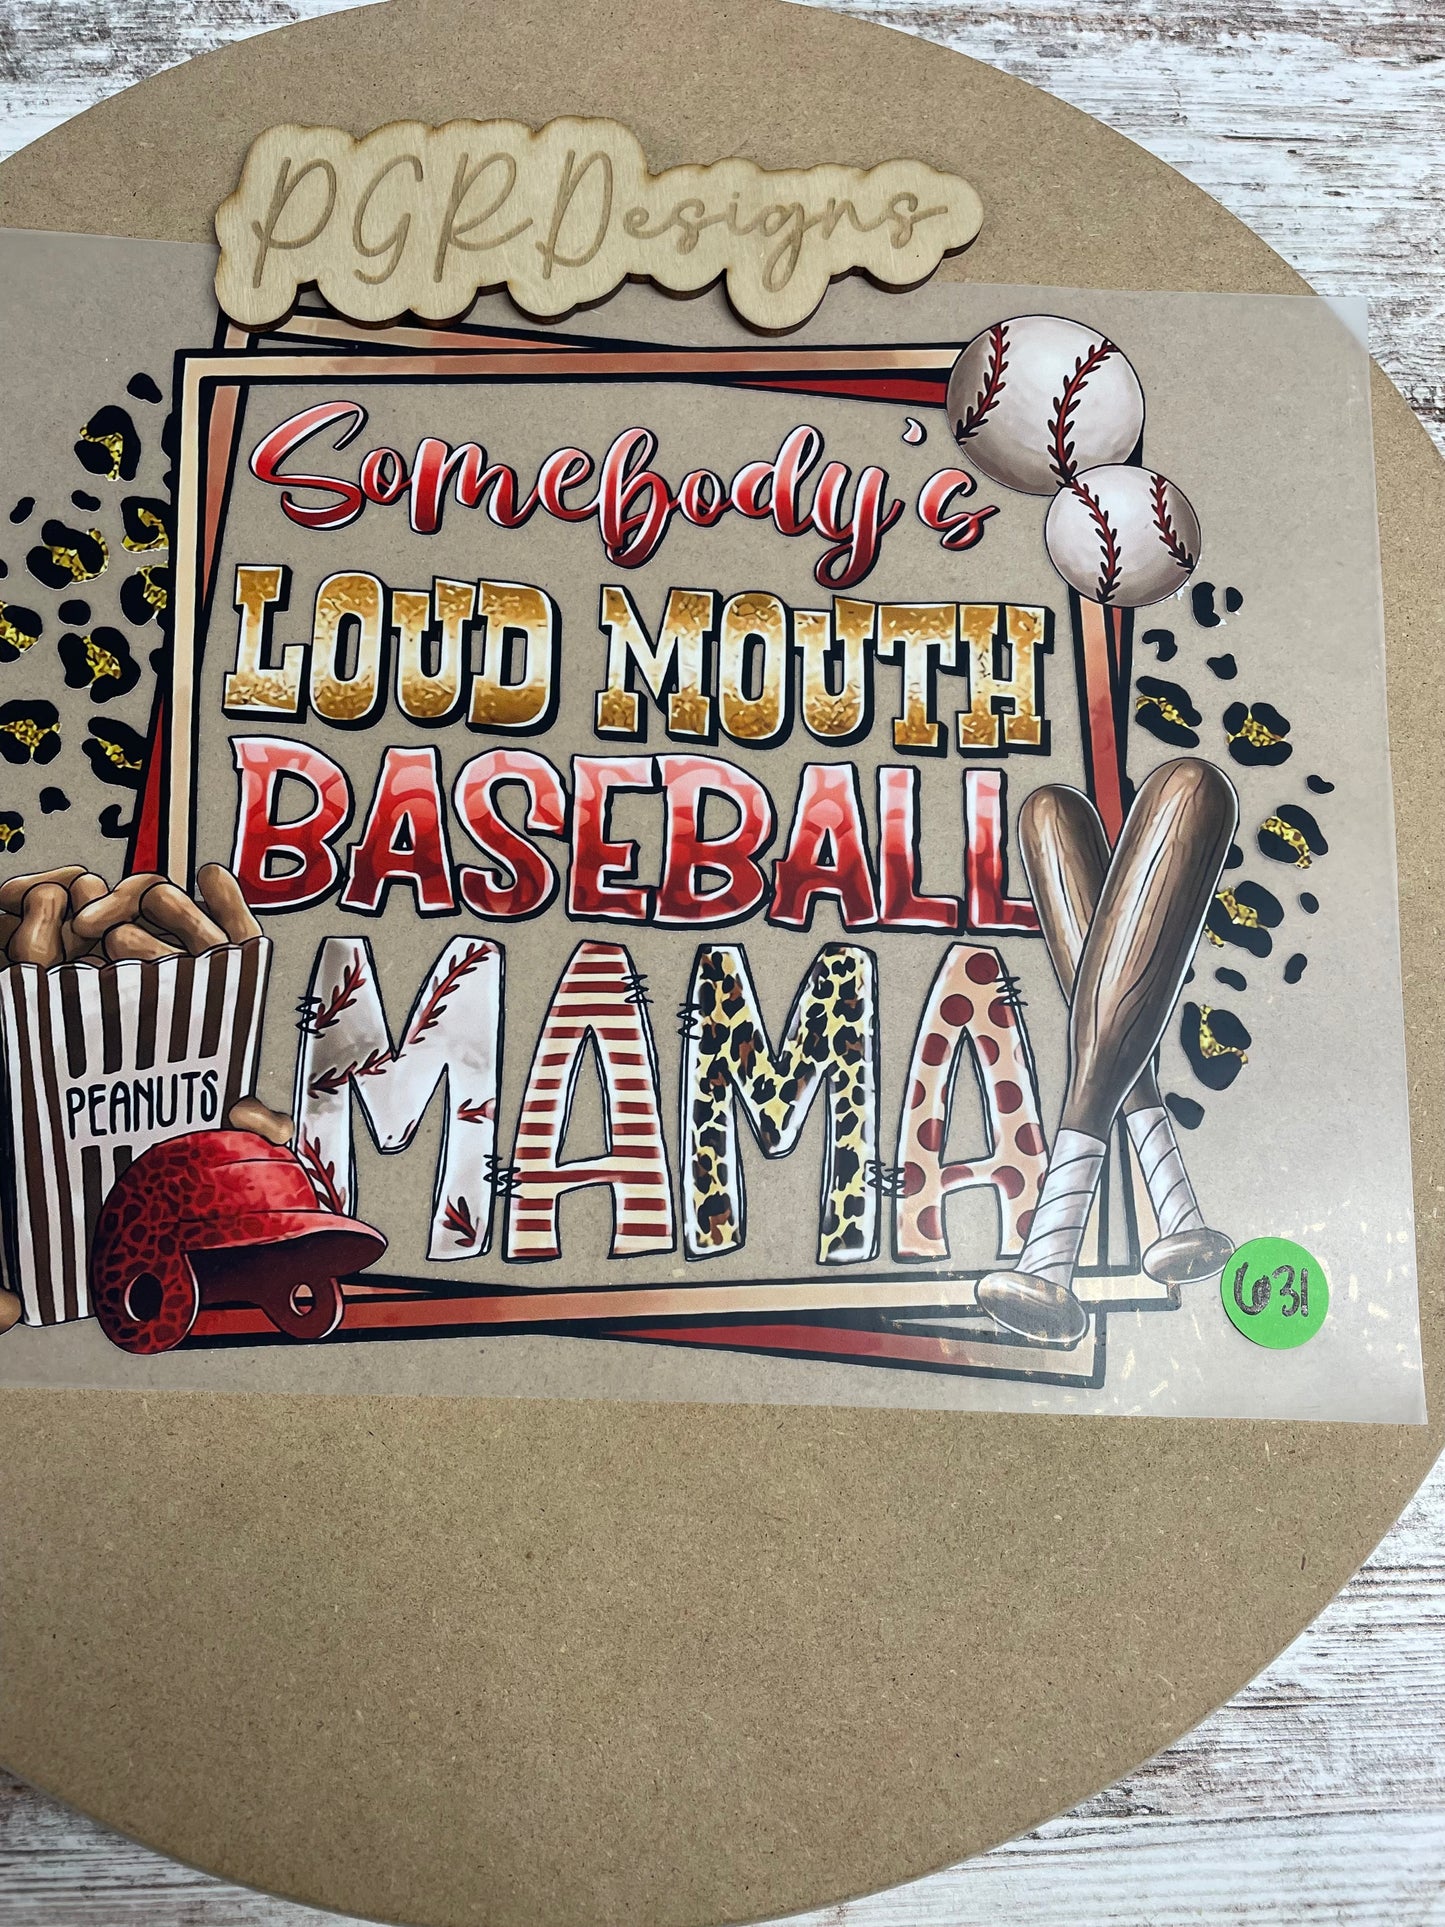 PGRDesigns
Somebody's
LOUD MOUTH
BASEBALL
MAMA
PEANUTS
631